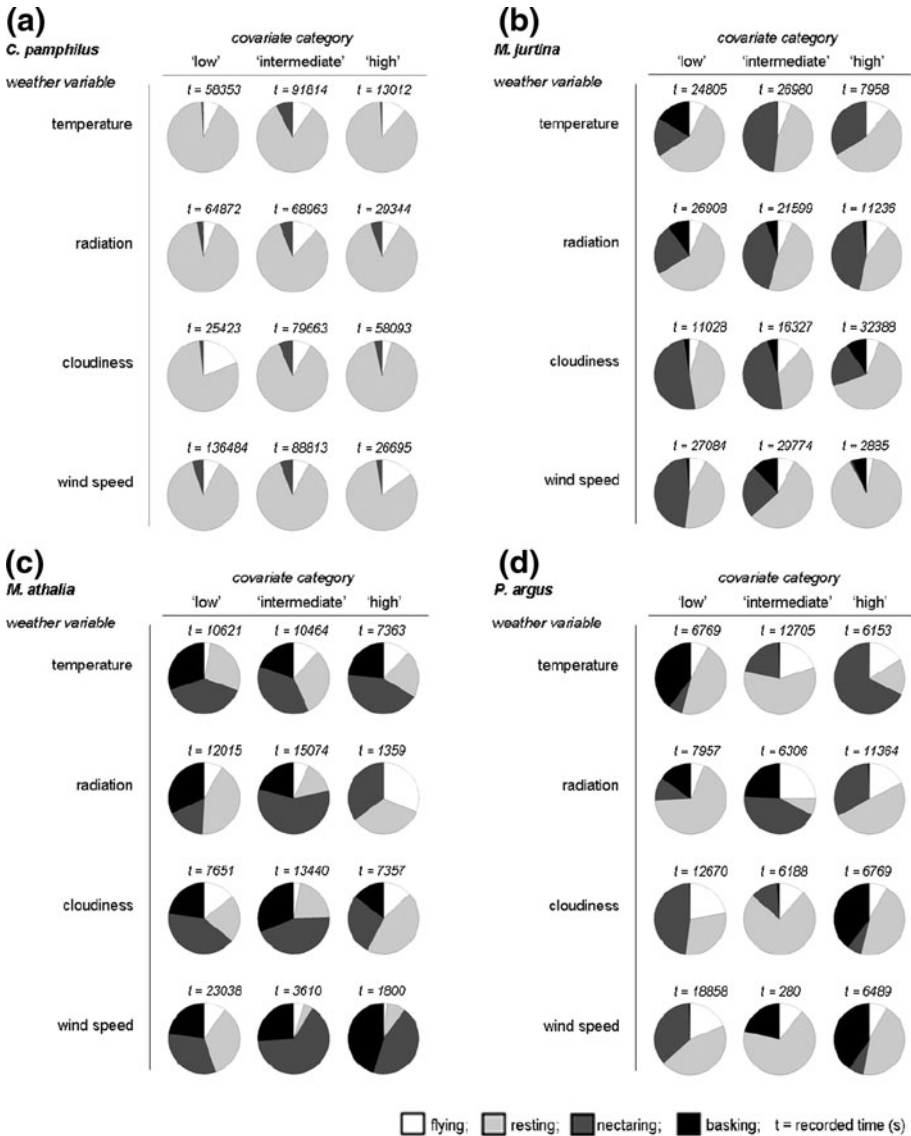 (a)
C. pamphilus
covariate category
'low' 'intermediate' 'high'
weather variable
t = 58353 t = 91814 t = 13012
temperature
t = 64872 t = 68963 t = 29344
radiation
t = 25423 t = 79663 t = 58093
cloudiness
t = 136484 t = 88813 t = 26695
wind speed
(b)
M. jurtina
covariate category
'low' 'intermediate' 'high'
weather variable
t = 24805 t = 26980 t = 7958
temperature
t = 26908 t = 21599 t = 11236
radiation
t = 11028 t = 16327 t = 32388
cloudiness
t = 27084 t = 29774 t = 2885
wind speed
(c)
M. athalia
covariate category
'low' 'intermediate' 'high'
weather variable
t = 10621 t = 10464 t = 7363
temperature
t = 12015 t = 15074 t = 1359
radiation
t = 7651 t = 13440 t = 7357
cloudiness
t = 23038 t = 3610 t = 1800
wind speed
(d)
P. argus
covariate category
'low' 'intermediate' 'high'
weather variable
t = 6769 t = 12705 t = 6153
temperature
t = 7957 t = 6306 t = 11364
radiation
t = 12670 t = 6188 t = 6769
cloudiness
t = 18858 t = 280 t = 6489
wind speed
flying; resting; nectaring; basking; t = recorded time (s)